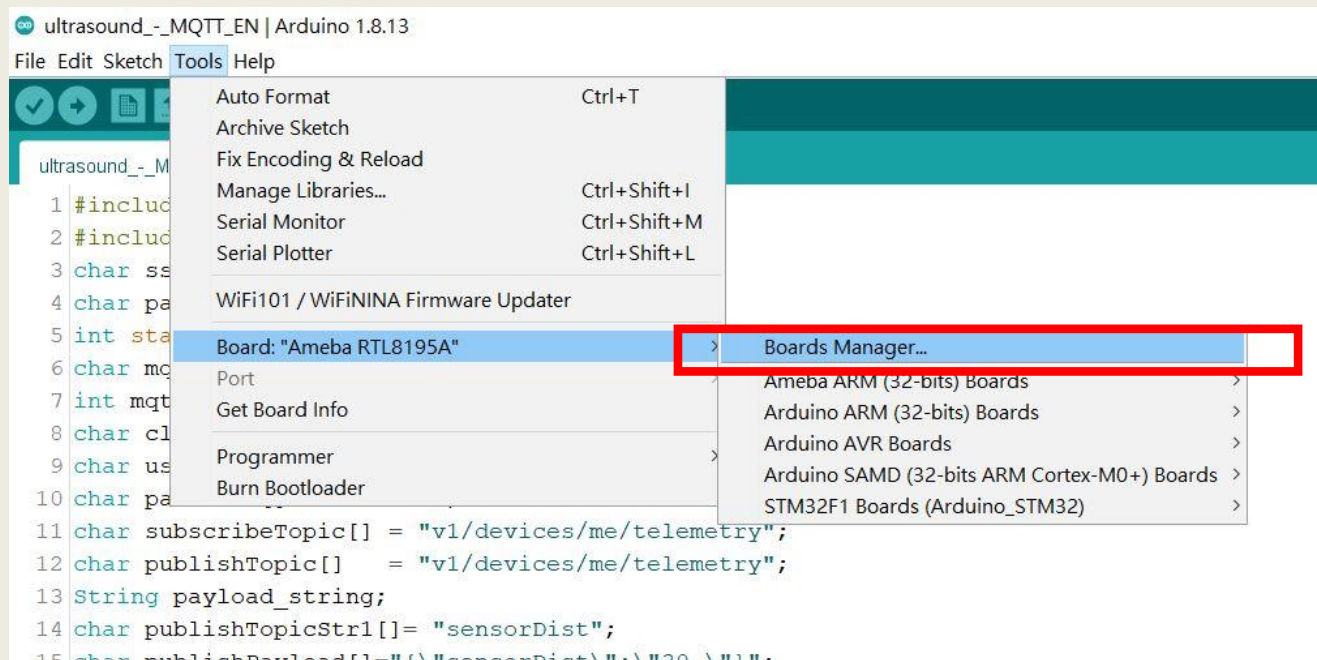 ultrasound_-_MQTT_EN | Arduino 1.8.13
File Edit Sketch Tools Help
Auto Format Ctrl+T
Archive Sketch
Fix Encoding & Reload
Manage Libraries... Ctrl+Shift+I
Serial Monitor Ctrl+Shift+M
Serial Plotter Ctrl+Shift+L
WiFi101 / WiFiNINA Firmware Updater
Board: "Ameba RTL8195A"
Port
Get Board Info
Programmer
Burn Bootloader
Boards Manager...
Ameba ARM (32-bits) Boards
Arduino ARM (32-bits) Boards
Arduino AVR Boards
Arduino SAMD (32-bits ARM Cortex-M0+) Boards
STM32F1 Boards (Arduino_STM32)
ultrasound_-_M
1 #includ
2 #includ
3 char ss
4 char pa
5 int sta
6 char mq
7 int mqt
8 char cl
9 char us
10 char pa
11 char subscribeTopic[] = "v1/devices/me/telemetry";
12 char publishTopic[] = "v1/devices/me/telemetry";
13 String payload_string;
14 char publishTopicStr1[]= "sensorDist";